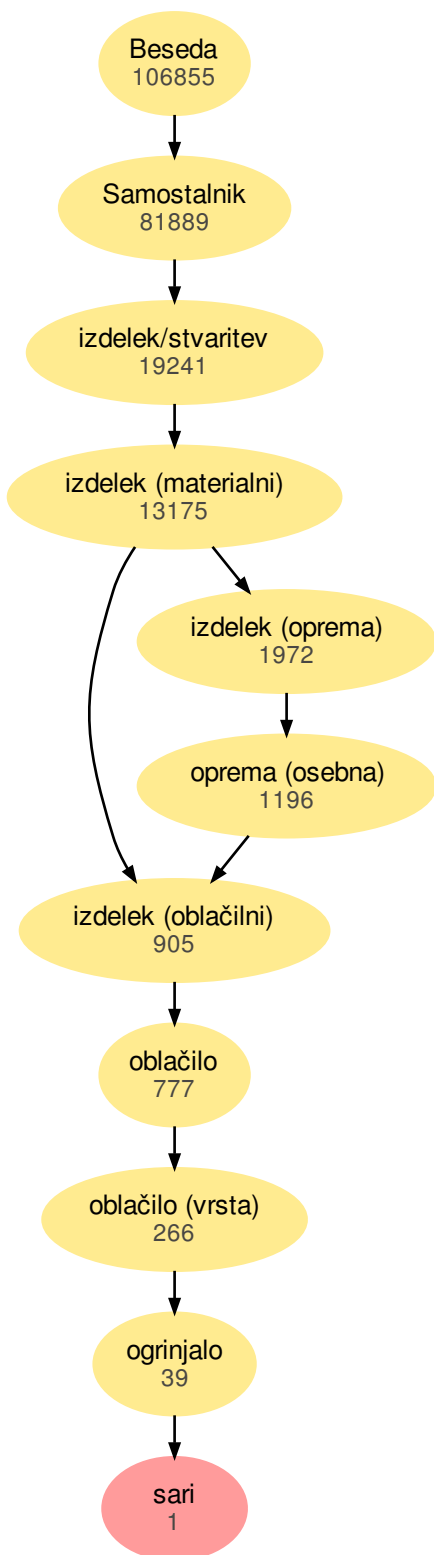 Beseda
106855
Samostalnik
81889
izdelek/stvaritev
19241
izdelek (materialni)
13175
izdelek (oprema)
1972
oprema (osebna)
1196
izdelek (oblačilni)
905
oblačilo
777
oblačilo (vrsta)
266
ogrinjalo
39
sari
1